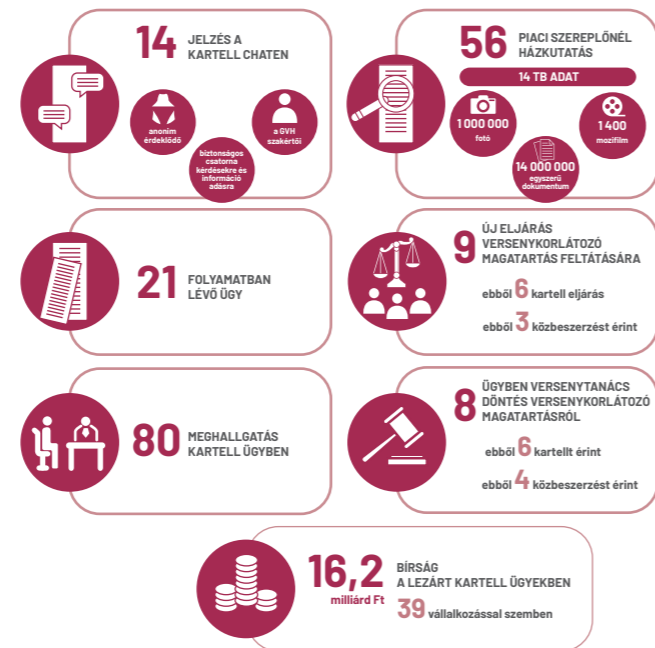 14 JELZÉS A
KARTELL CHATEN
anonim
érdeklődő
a GVH
szakértői
biztonságos
csatorna
kérdésekre és
információ
adásra
56 PIACI SZEREPLŐNÉL
HÁZKUTATÁS
14 TB ADAT
1 000 000
fotó
1 400
mozifilm
14 000 000
egyszerű
dokumentum
21 FOLYAMATBAN
LÉVŐ ÜGY
9 ÚJ ELJÁRÁS
VERSENYKORLÁTOZÓ
MAGATARTÁS FELTÁTÁSÁRA
ebből 6 kartell eljárás
ebből 3 közbeszerzést érint
80 MEGHALLGATÁS
KARTELL ÜGYBEN
8 ÜGYBEN VERSENYTANÁCS
DÖNTÉS VERSENYKORLÁTOZÓ
MAGATARTÁSRÓL
ebből 6 kartellt érint
ebből 4 közbeszerzést érint
16,2 BÍRSÁG
milliárd Ft A LEZÁRT KARTELL ÜGYEKBEN
39 vállalkozással szemben